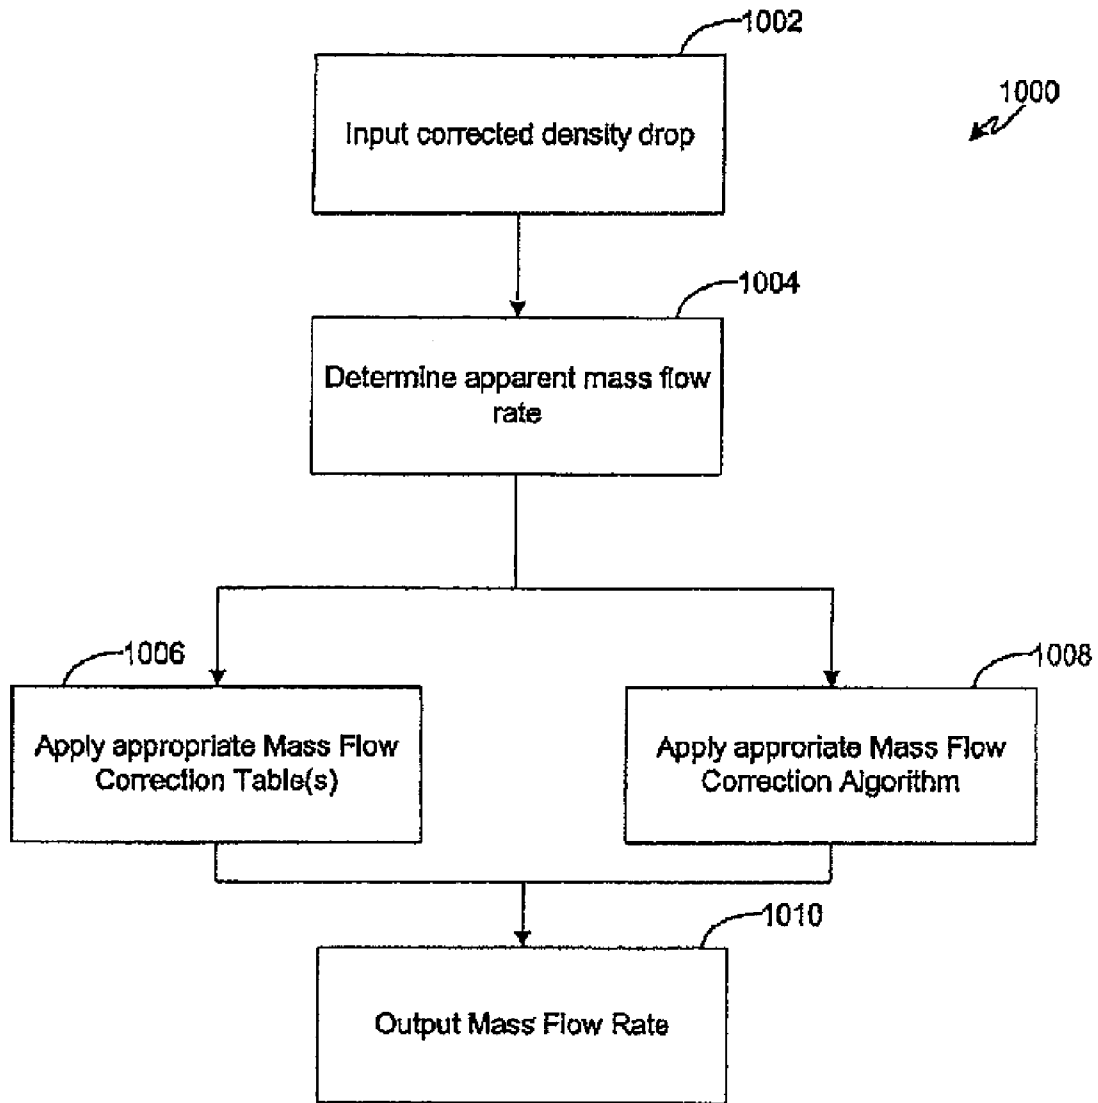 1002
1000
Input corrected density drop
1004
Determine apparent mass flow
rate
1006
1008
Apply appropriate Mass Flow
Correction Table(s)
Apply approriate Mass Flow
Correction Algorithm
1010
Output Mass Flow Rate